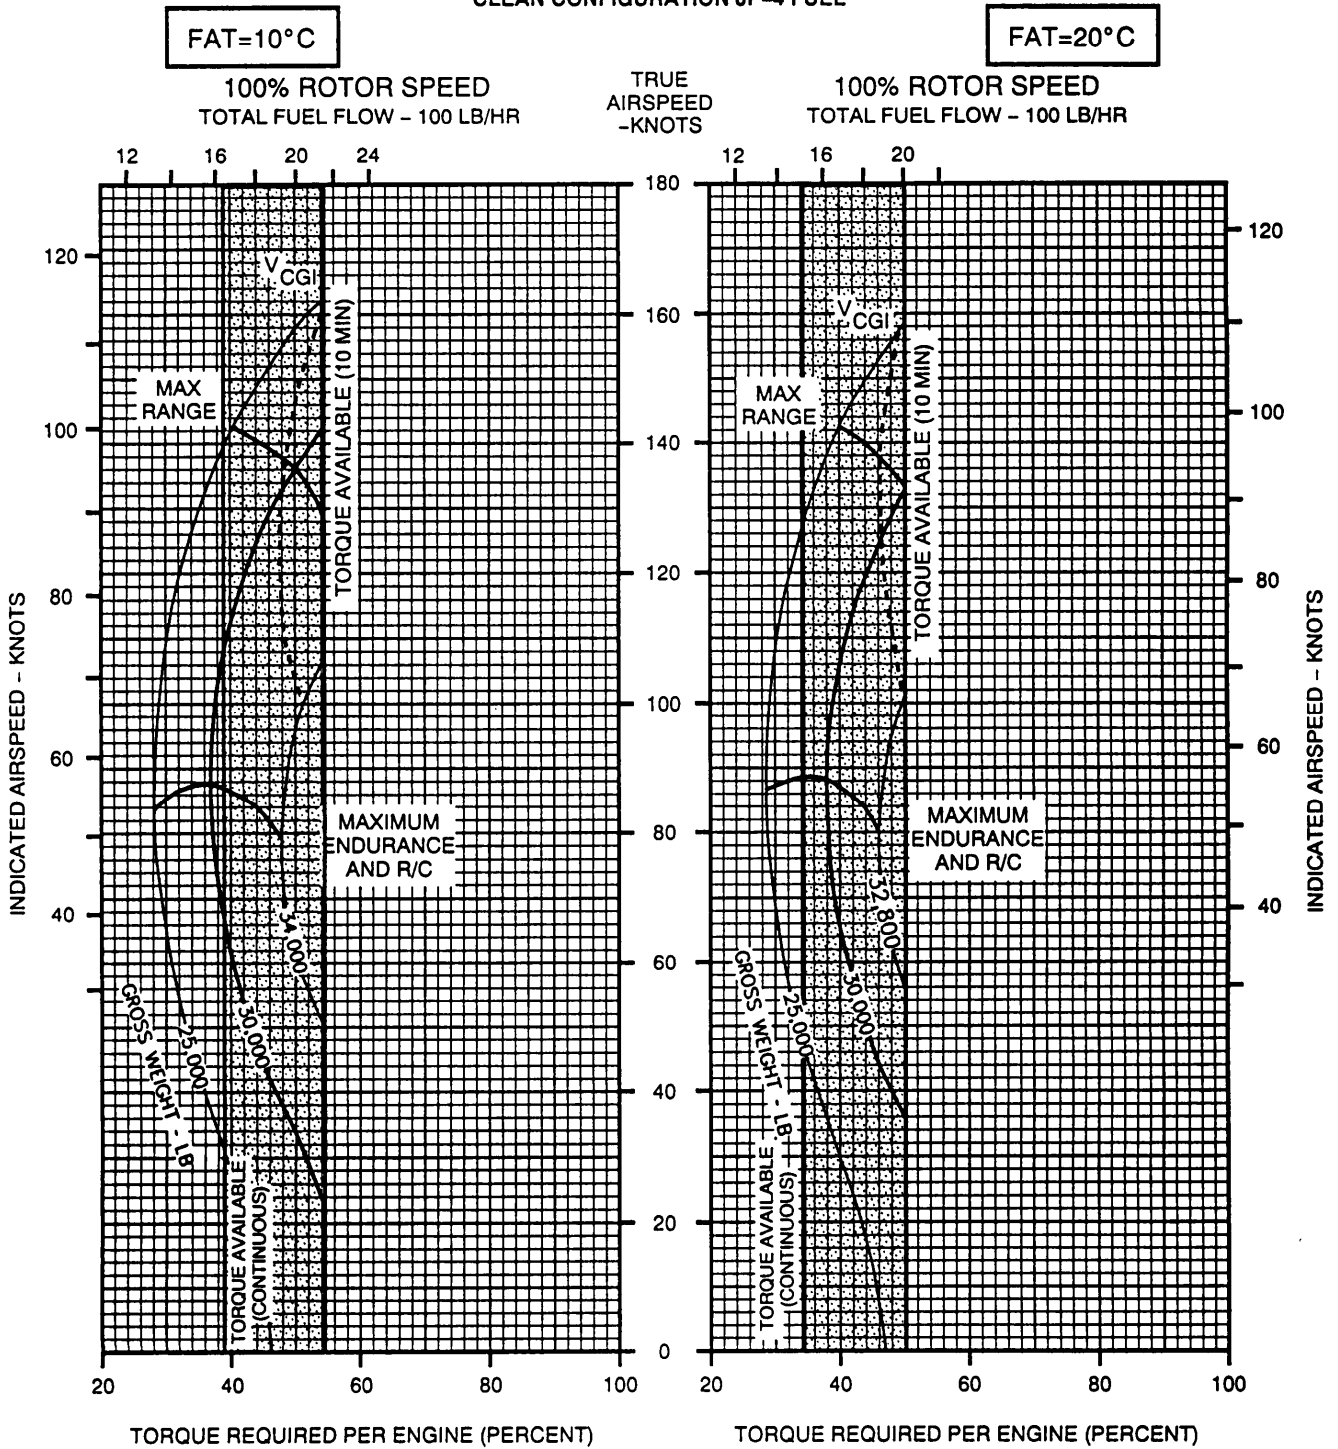 CLEAN CONFIGURATION JP-4 FUEL
FAT=10°C
100% ROTOR SPEED
TOTAL FUEL FLOW – 100 LB/HR
TRUE
AIRSPEED
-KNOTS
FAT=20°C
100% ROTOR SPEED
TOTAL FUEL FLOW – 100 LB/HR
12 16 20 24
12 16 20
180
160
140
120
100
80
60
40
20
0
120
100
80
60
40
INDICATED AIRSPEED – KNOTS
VCGI
MAX
RANGE
TORQUE AVAILABLE (10 MIN)
MAXIMUM
ENDURANCE
AND R/C
34,000
30,000
25,000
GROSS WEIGHT - LB
TORQUE AVAILABLE
(CONTINUOUS)
20 40 60 80 100
TORQUE REQUIRED PER ENGINE (PERCENT)
VCGI
MAX
RANGE
TORQUE AVAILABLE (10 MIN)
MAXIMUM
ENDURANCE
AND R/C
32,800
30,000
25,000
GROSS WEIGHT - LB
TORQUE AVAILABLE
(CONTINUOUS)
120
100
80
60
40
INDICATED AIRSPEED – KNOTS
20 40 60 80 100
TORQUE REQUIRED PER ENGINE (PERCENT)